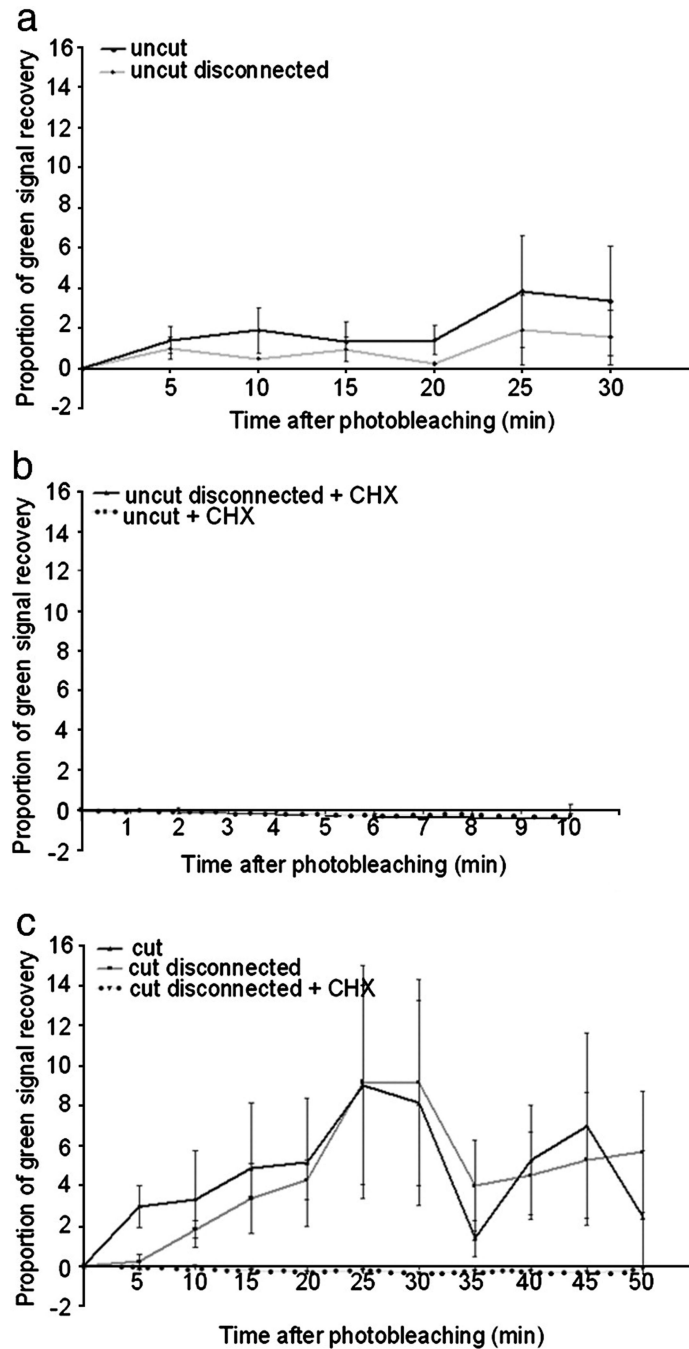 a
uncut
uncut disconnected
Proportion of green signal recovery
16
14
12
10
8
6
4
2
0
-2
5 10 15 20 25 30
Time after photobleaching (min)
b
uncut disconnected + CHX
uncut + CHX
Proportion of green signal recovery
16
14
12
10
8
6
4
2
0
-2
1 2 3 4 5 6 7 8 9 10
Time after photobleaching (min)
c
cut
cut disconnected
cut disconnected + CHX
Proportion of green signal recovery
16
14
12
10
8
6
4
2
0
-2
5 10 15 20 25 30 35 40 45 50
Time after photobleaching (min)